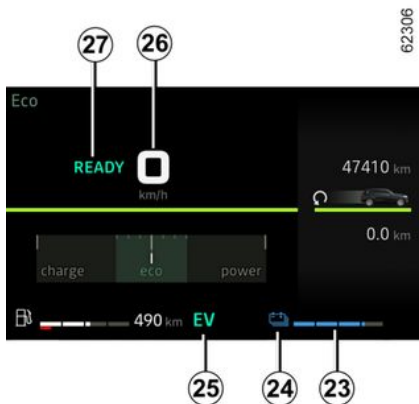 62306
27
26
Eco
READY
0
km/h
47410 km
0.0 km
charge eco power
490 km EV
25
24
23